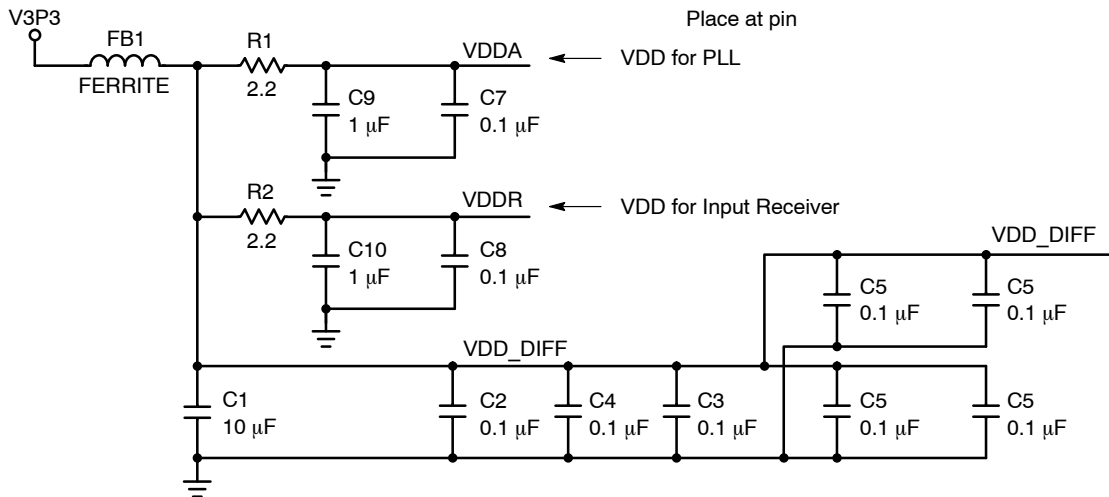 V3P3
Place at pin
FB1
R1
VDDA
VDD for PLL
FERRITE
2.2
C9
1 μF
C7
0.1 μF
R2
VDDR
VDD for Input Receiver
2.2
C10
1 μF
C8
0.1 μF
VDD_DIFF
C5
0.1 μF
C5
0.1 μF
VDD_DIFF
C1
10 μF
C2
0.1 μF
C4
0.1 μF
C3
0.1 μF
C5
0.1 μF
C5
0.1 μF